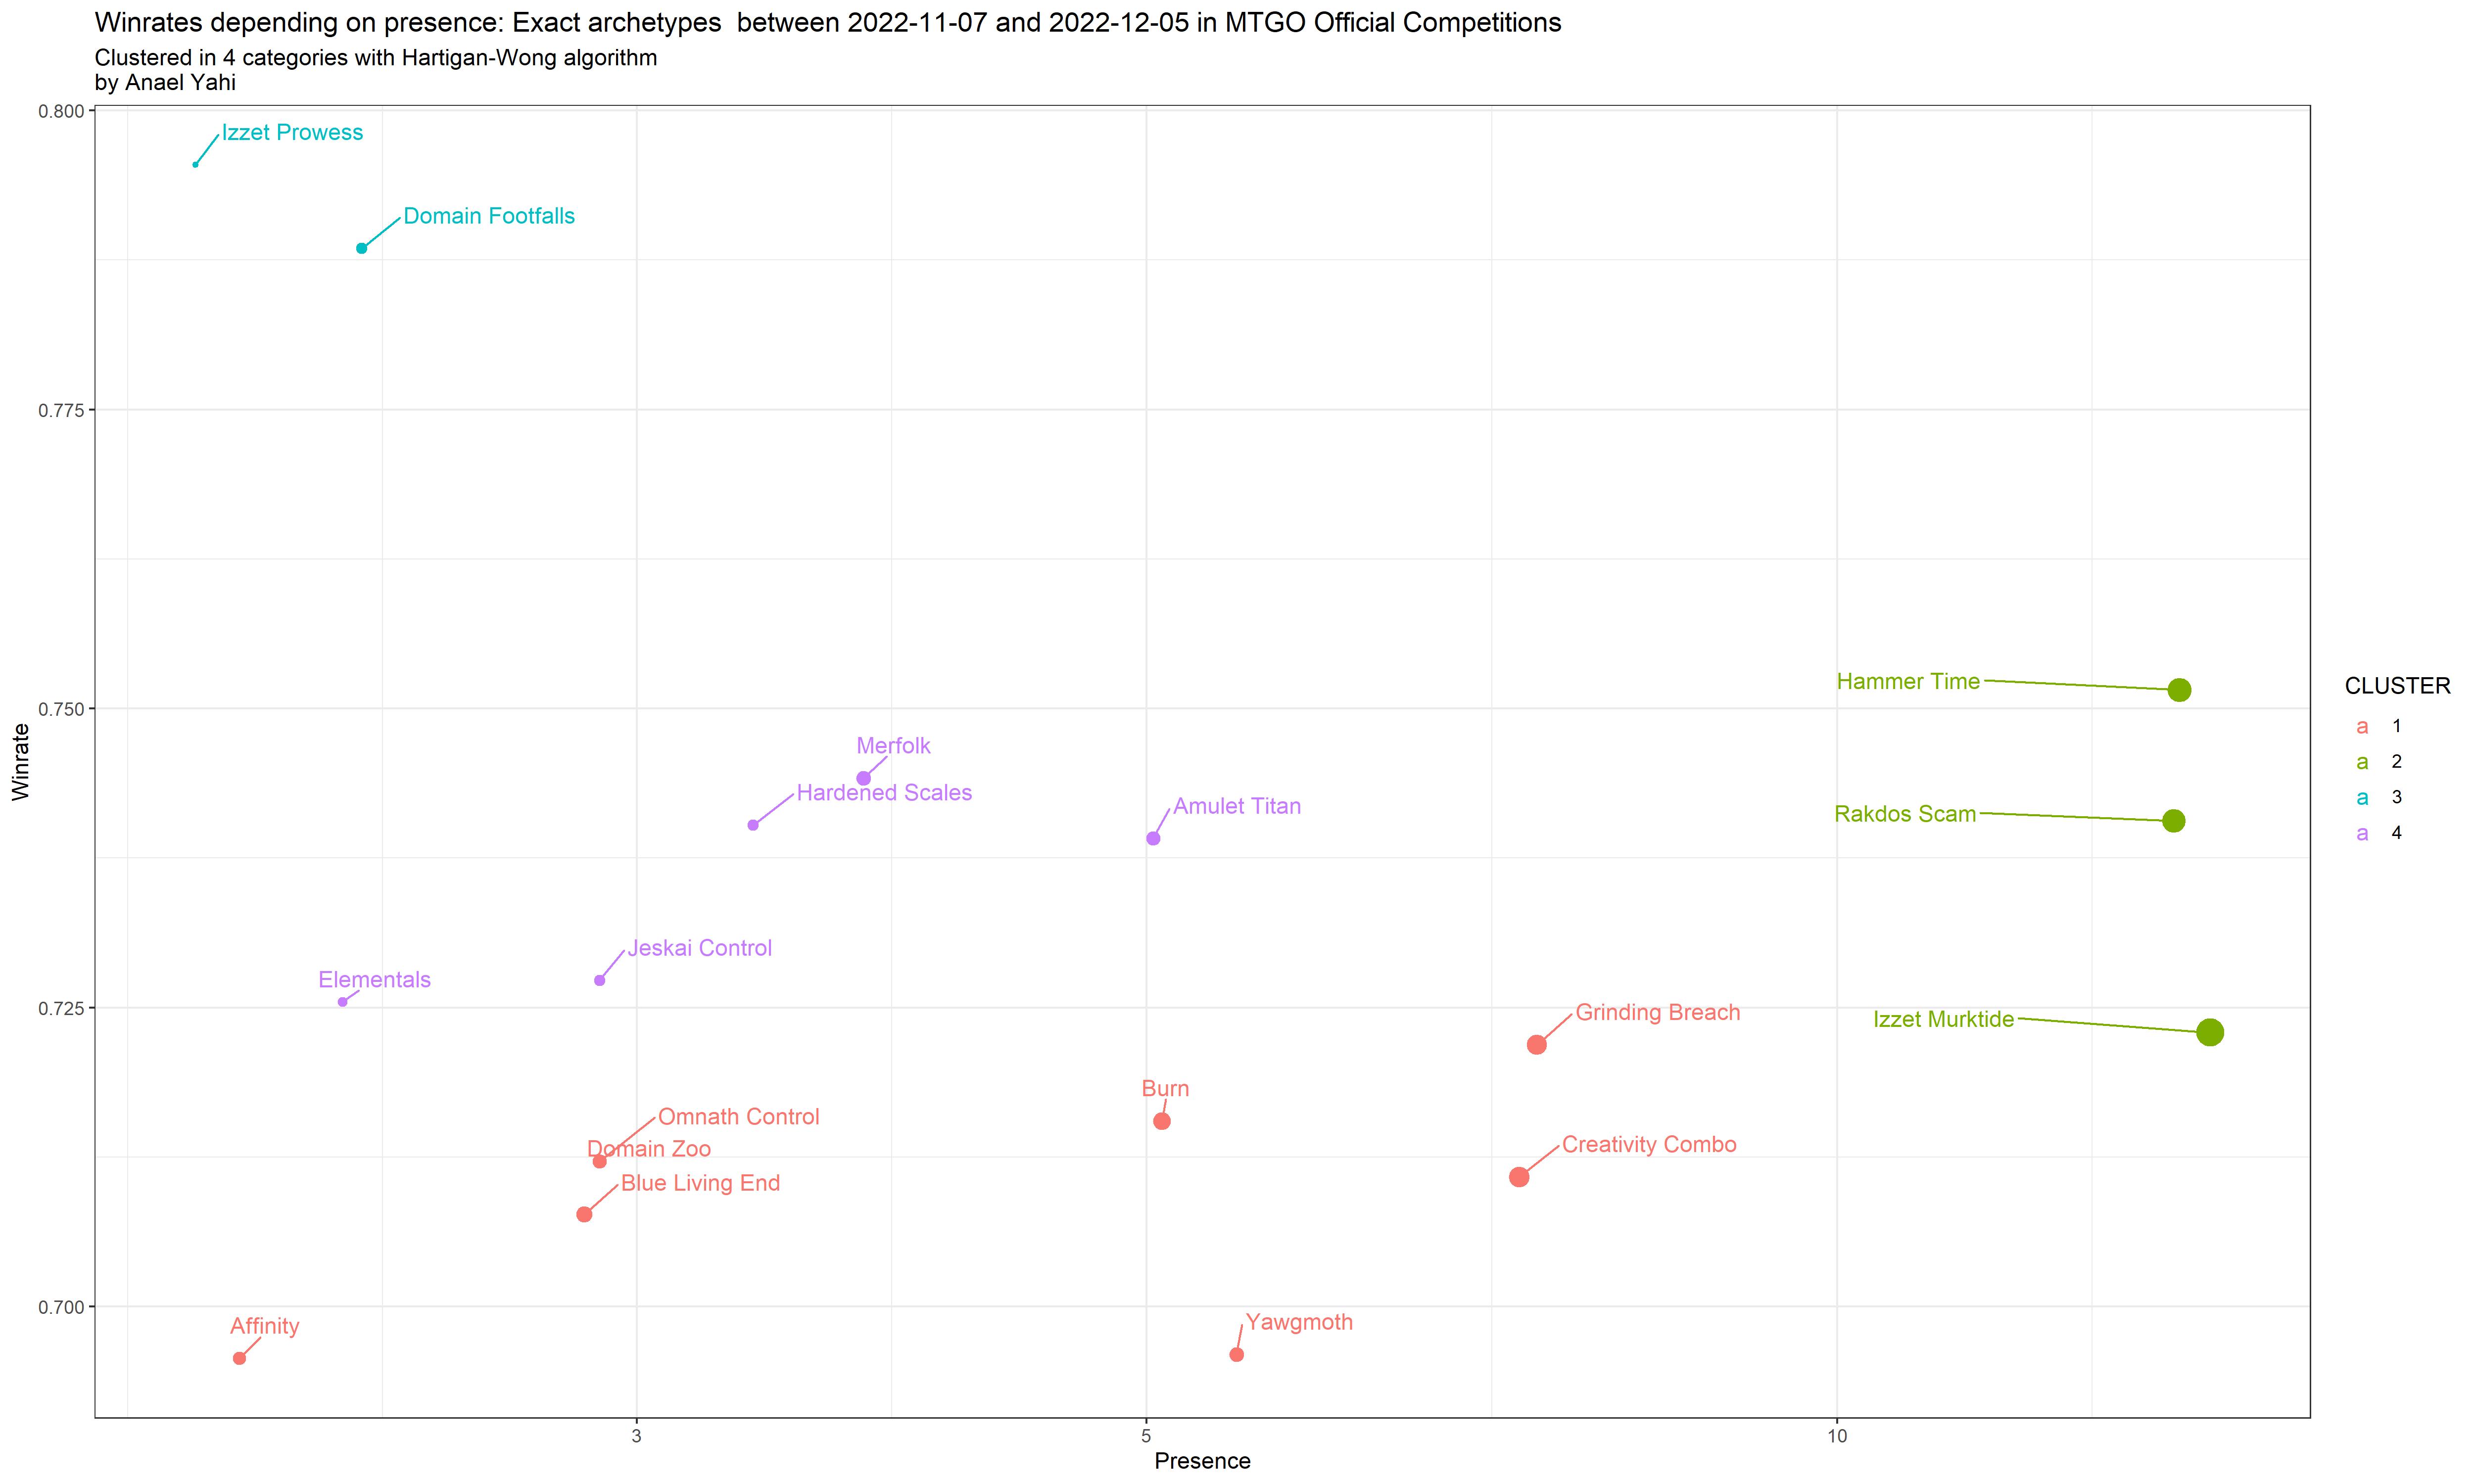 Winrates depending on presence: Exact archetypes  between 2022-11-07 and 2022-12-05 in MTGO Official Competitions
Clustered in 4 categories with Hartigan-Wong algorithm
by Anael Yahi
0.800
Izzet Prowess
Domain Footfalls
0.775
Hammer Time
0.750
Merfolk
Hardened Scales
Amulet Titan
Rakdos Scam
Winrate
Jeskai Control
Elementals
0.725
Grinding Breach
Izzet Murktide
Burn
Omnath Control
Domain Zoo
Creativity Combo
Blue Living End
0.700
Affinity
Yawgmoth
3
5
10
Presence
CLUSTER
a 1
a 2
a 3
a 4